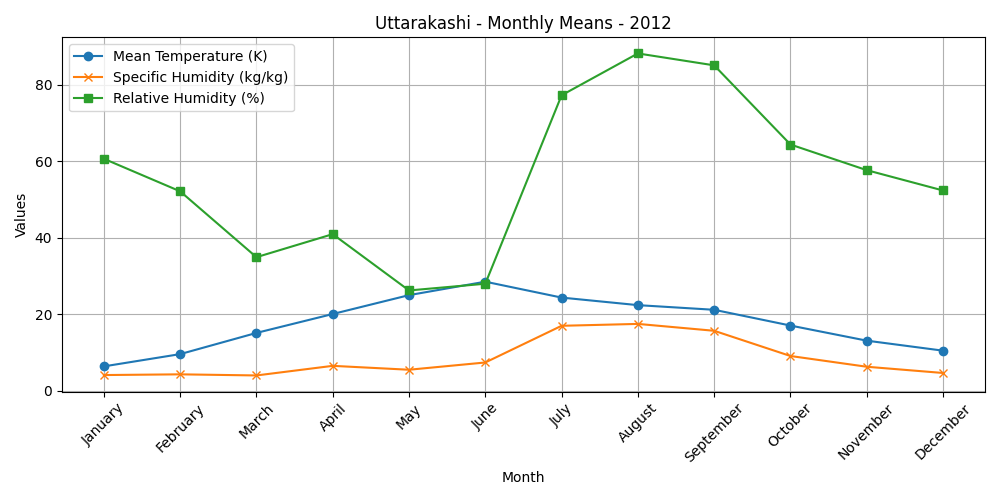 Uttarakashi - Monthly Means - 2012
Mean Temperature (K)
Specific Humidity (kg/kg)
Relative Humidity (%)
Values
80
60
40
20
0
January
February
March
April
May
June
July
August
September
October
November
December
Month